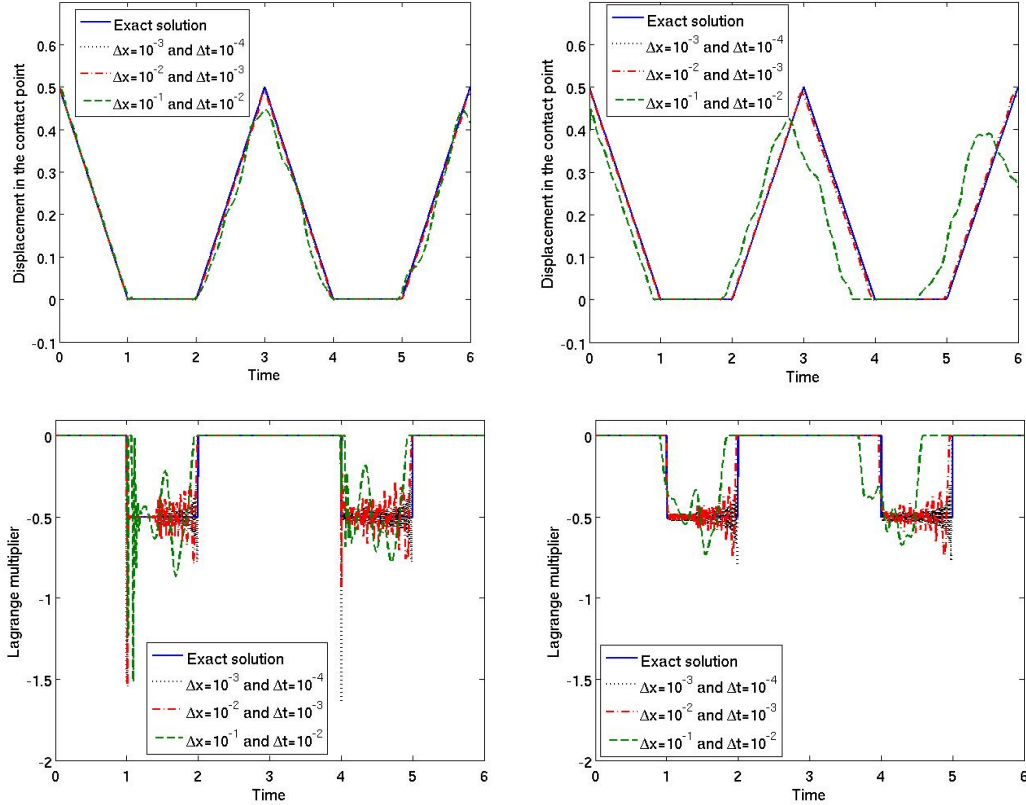 Exact solution
Δx=10⁻³ and Δt=10⁻⁴
Δx=10⁻² and Δt=10⁻³
Δx=10⁻¹ and Δt=10⁻²
0.6
0.5
0.4
0.3
0.2
0.1
0
-0.1
Displacement in the contact point
0 1 2 3 4 5 6
Time
Exact solution
Δx=10⁻³ and Δt=10⁻⁴
Δx=10⁻² and Δt=10⁻³
Δx=10⁻¹ and Δt=10⁻²
0.6
0.5
0.4
0.3
0.2
0.1
0
-0.1
Displacement in the contact point
0 1 2 3 4 5 6
Time
0
-0.5
-1
-1.5
-2
Lagrange multiplier
Exact solution
Δx=10⁻³ and Δt=10⁻⁴
Δx=10⁻² and Δt=10⁻³
Δx=10⁻¹ and Δt=10⁻²
0 1 2 3 4 5 6
Time
0
-0.5
-1
-1.5
-2
Lagrange multiplier
Exact solution
Δx=10⁻³ and Δt=10⁻⁴
Δx=10⁻² and Δt=10⁻³
Δx=10⁻¹ and Δt=10⁻²
0 1 2 3 4 5 6
Time